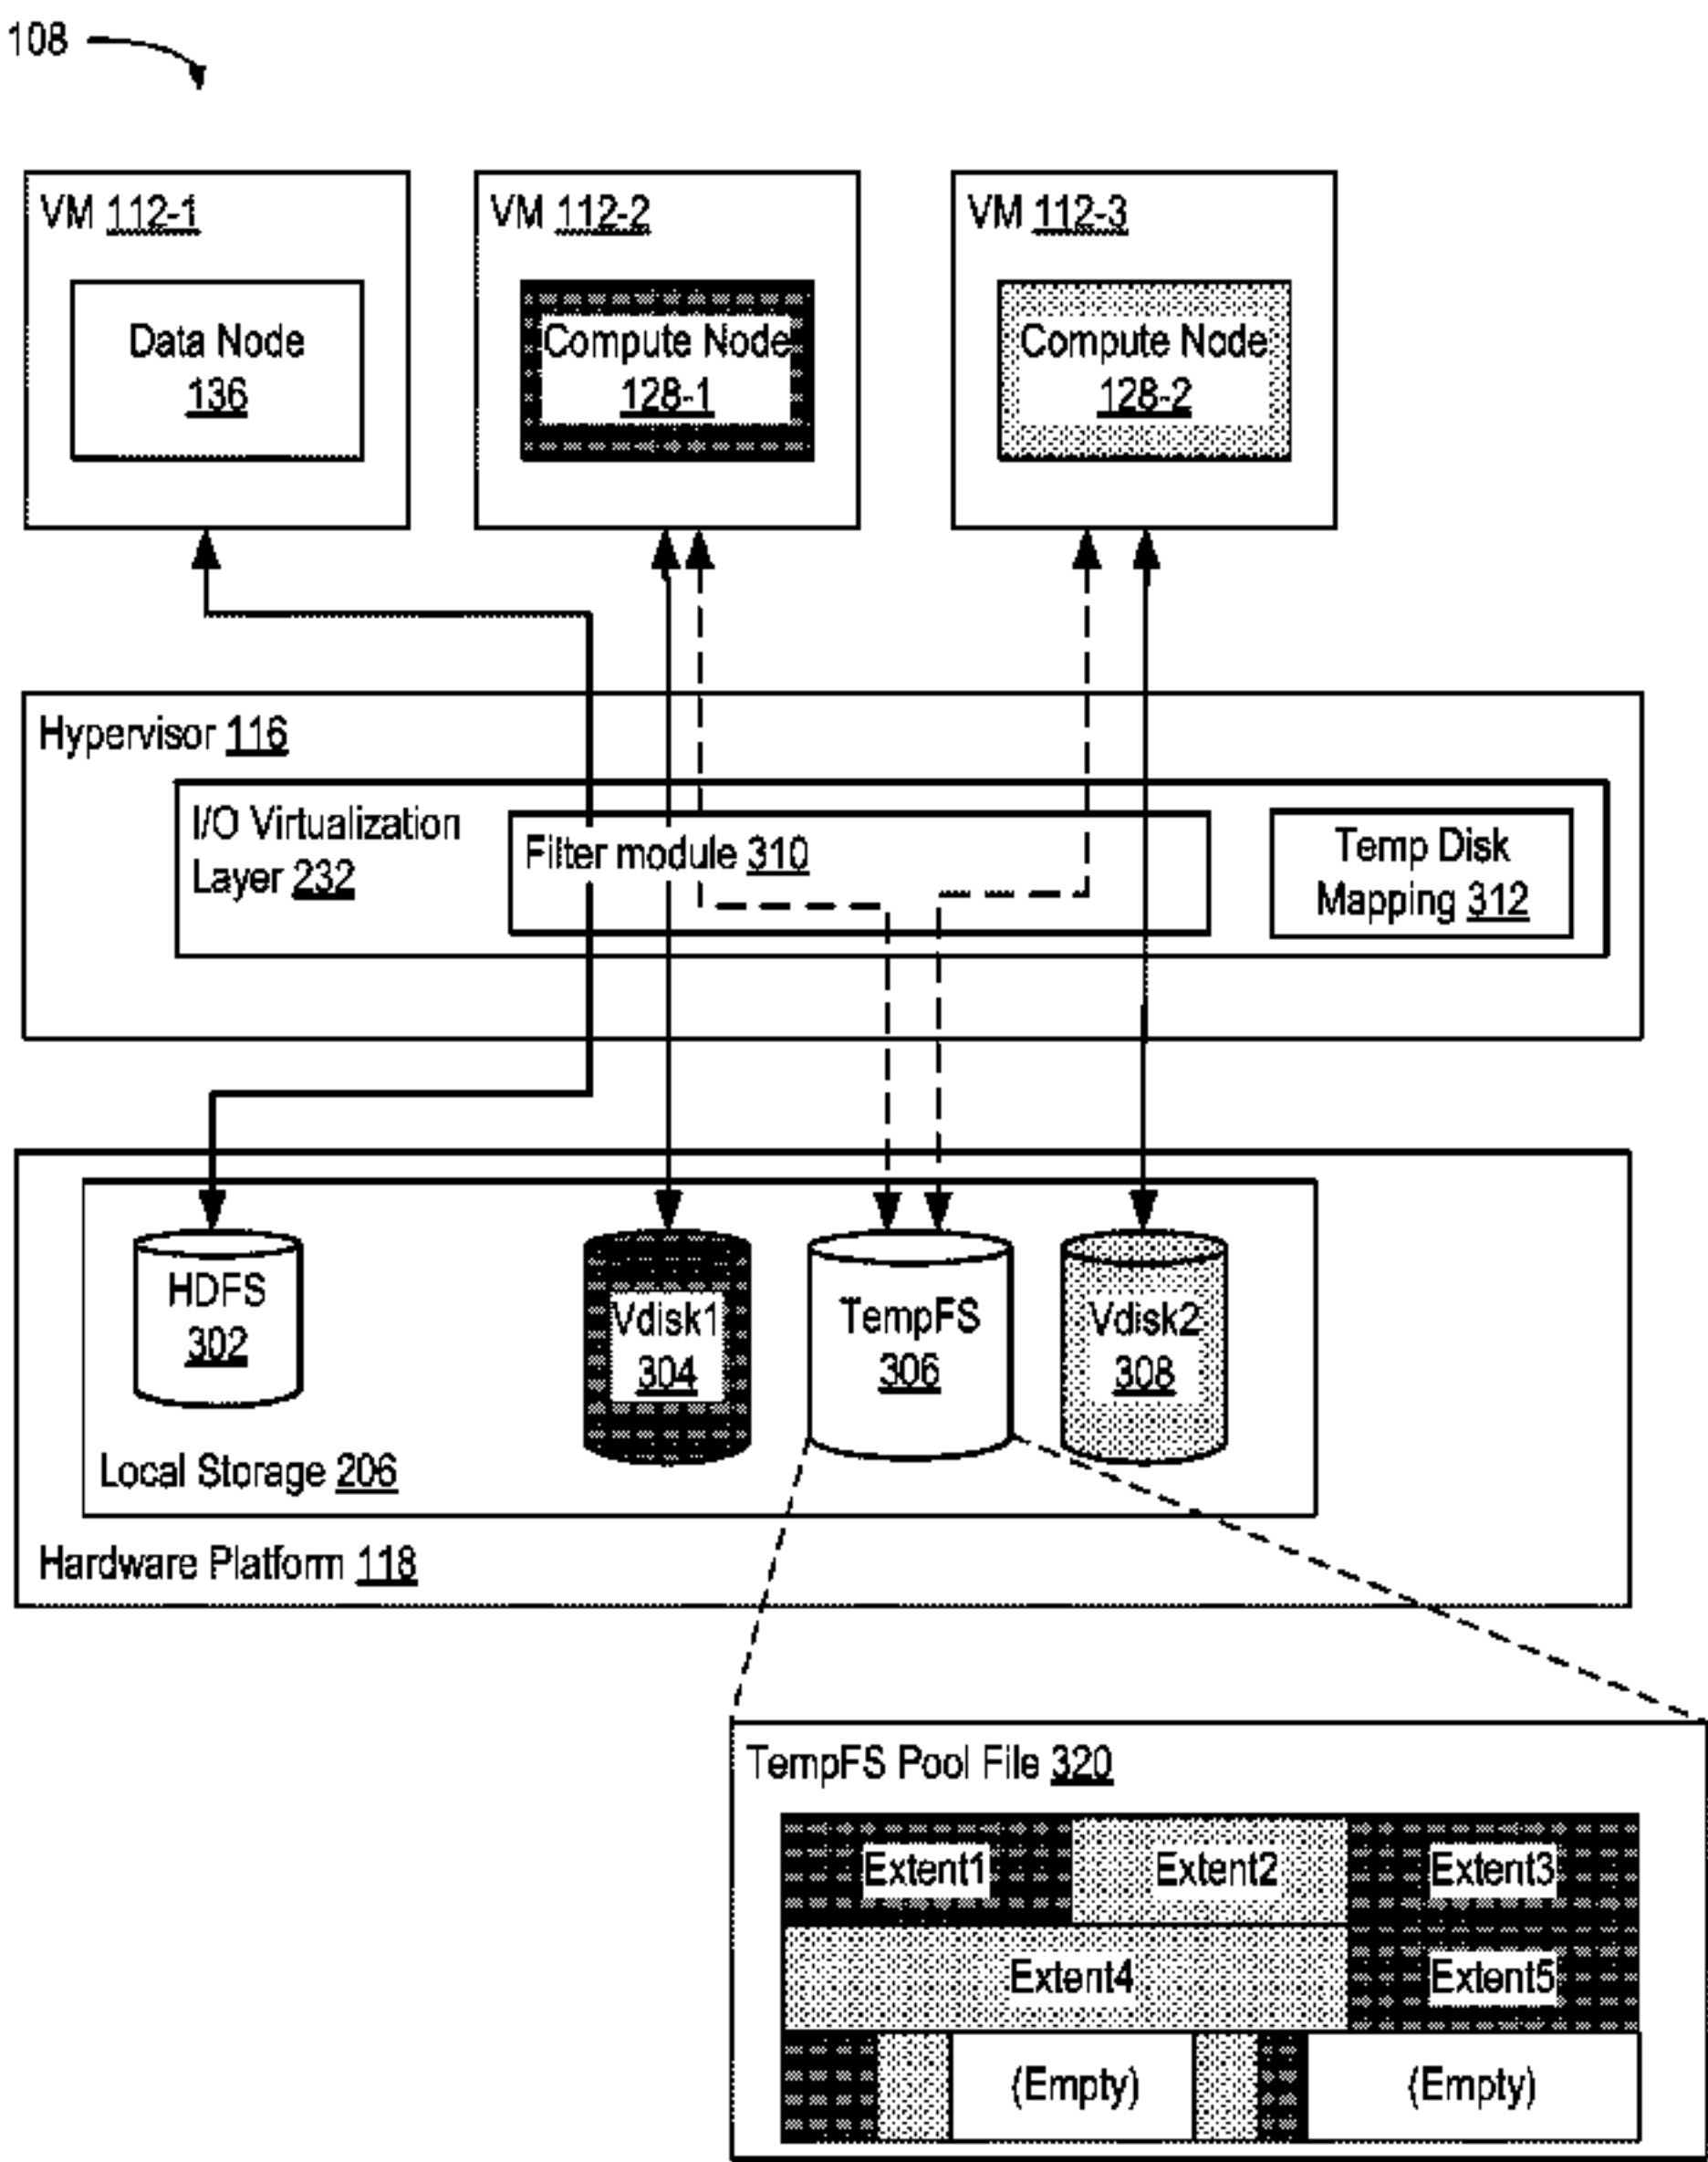 108
VM 112-1
Data Node
136
VM 112-2
Compute Node
128-1
VM 112-3
Compute Node
128-2
Hypervisor 116
I/O Virtualization
Layer 232
Filter module 310
Temp Disk
Mapping 312
HDFS
302
Vdisk1
304
TempFS
306
Vdisk2
308
Local Storage 206
Hardware Platform 118
TempFS Pool File 320
Extent1
Extent2
Extent3
Extent4
Extent5
(Empty)
(Empty)